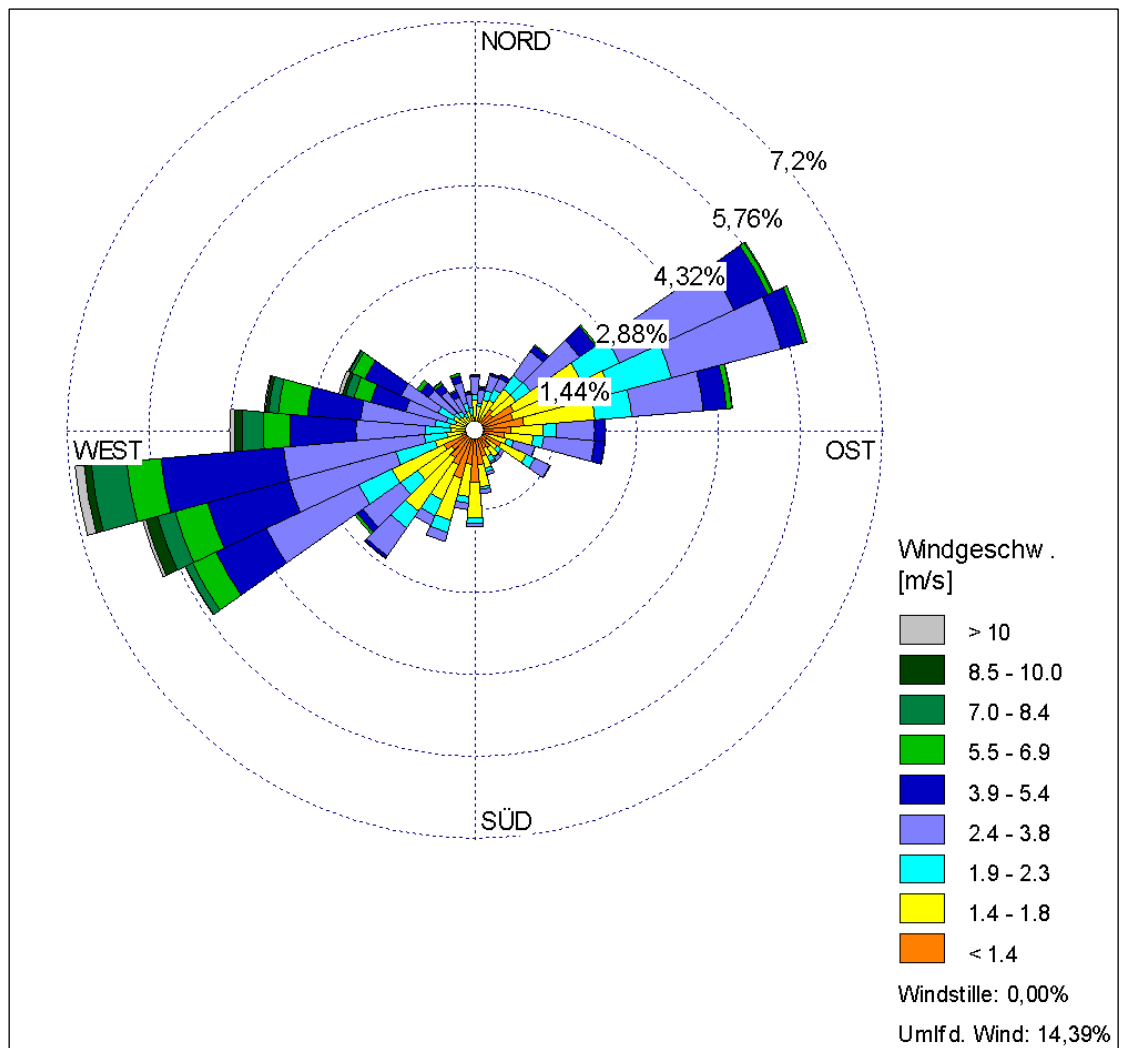 NORD
7,2%
5,76%
4,32%
2,88%
1,44%
WEST
OST
SÜD
Windgeschw .
[m/s]
> 10
8.5 - 10.0
7.0 - 8.4
5.5 - 6.9
3.9 - 5.4
2.4 - 3.8
1.9 - 2.3
1.4 - 1.8
< 1.4
Windstille: 0,00%
Umlfd. Wind: 14,39%